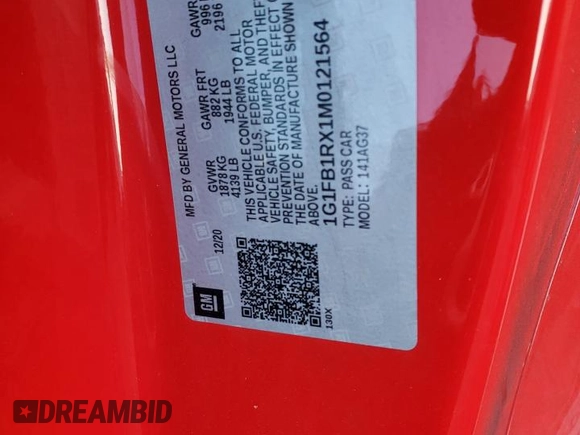 MFD BY GENERAL MOTORS LLC
12/20
GVWR
1878 KG
4139 LB
GAWR FRT
882 KG
1944 LB
GAWR
996
2196
THIS VEHICLE CONFORMS TO ALL
APPLICABLE U.S. FEDERAL MOTOR
VEHICLE SAFETY, BUMPER, AND THEFT
PREVENTION STANDARDS IN EFFECT
THE DATE OF MANUFACTURE SHOWN
ABOVE.
1G1FB1RX1M0121564
TYPE: PASS CAR
MODEL: 141AG37
GM
130X
DREAMBID